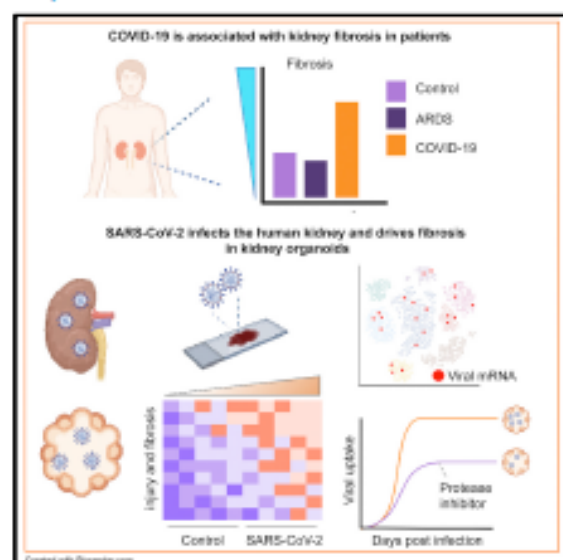 COVID-19 is associated with kidney fibrosis in patients
Fibrosis
Control
ARDS
COVID-19
SARS-CoV-2 infects the human kidney and drives fibrosis
in kidney organoids
Viral mRNA
Injury and fibrosis
Control SARS-CoV-2
Viral uptake
Protease
inhibitor
Days post infection